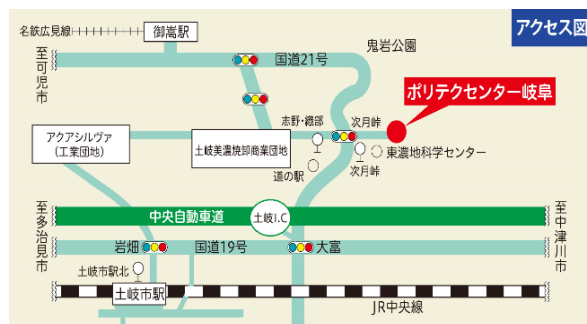 アクセス図
名鉄広見線
御嵩駅
鬼岩公園
至可児市
国道21号
ポリテクセンター岐阜
志野・織部
次月峠
アクアシルヴァ
(工業団地)
土岐美濃焼卸商業団地
道の駅
次月峠
東濃地科学センター
至多治見市
中央自動車道
土岐I.C
至中津川市
岩畑
国道19号
大富
土岐市駅北
土岐市駅
JR中央線